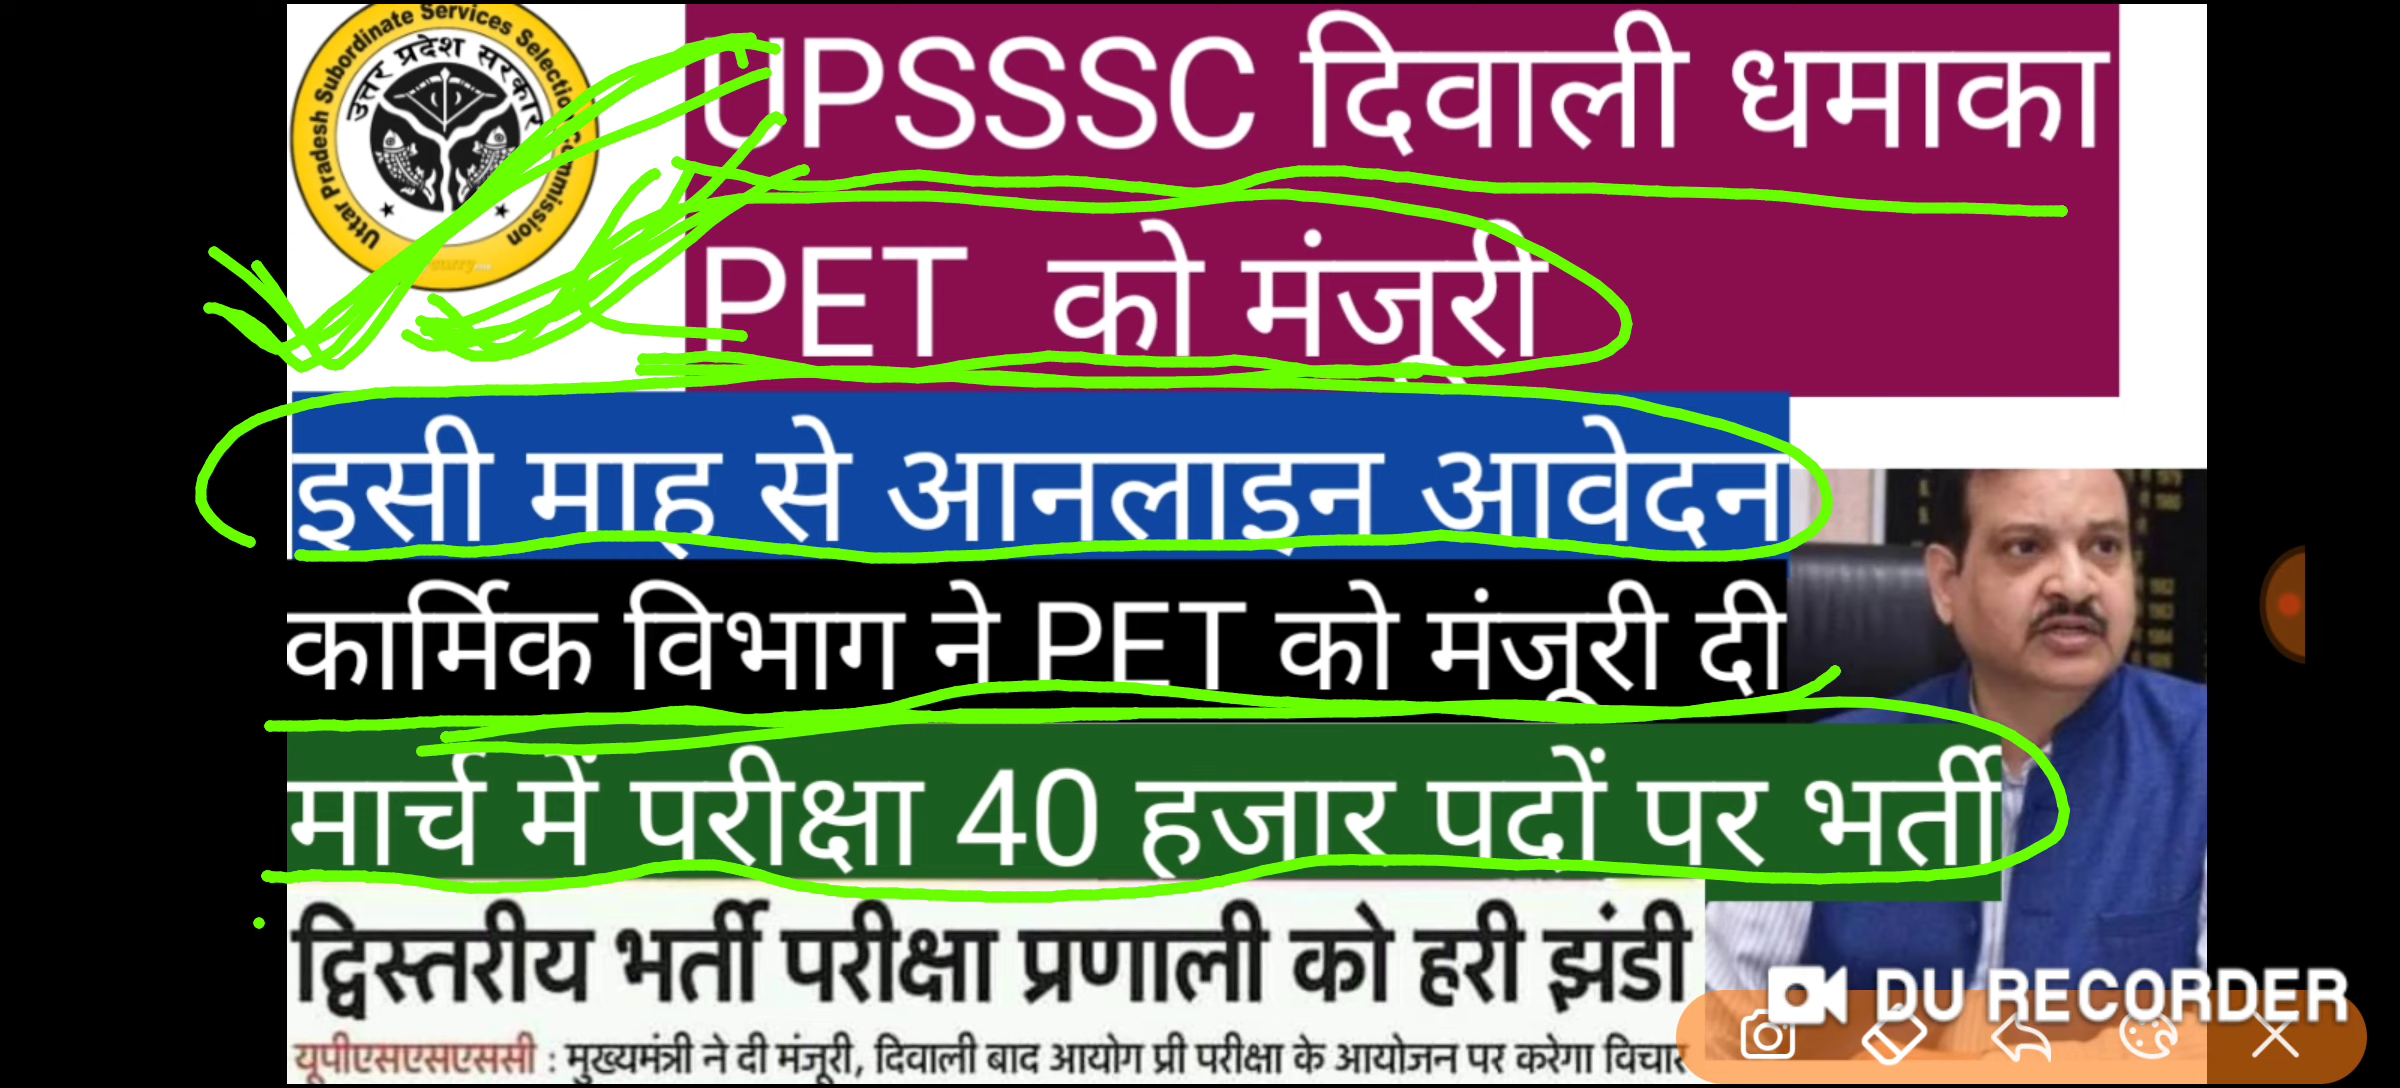 Uttar Pradesh Subordinate Services Selection Commission
उत्तर प्रदेश सरकार
UPSSSC दिवाली धमाका
PET को मंजूरी
इसी माह से आनलाइन आवेदन
कार्मिक विभाग ने PET को मंजूरी दी
मार्च में परीक्षा 40 हजार पदों पर भर्ती
द्विस्तरीय भर्ती परीक्षा प्रणाली को हरी झंडी
यूपीएसएसएससी : मुख्यमंत्री ने दी मंजूरी, दिवाली बाद आयोग प्री परीक्षा के आयोजन पर करेगा विचार
DU RECORDER